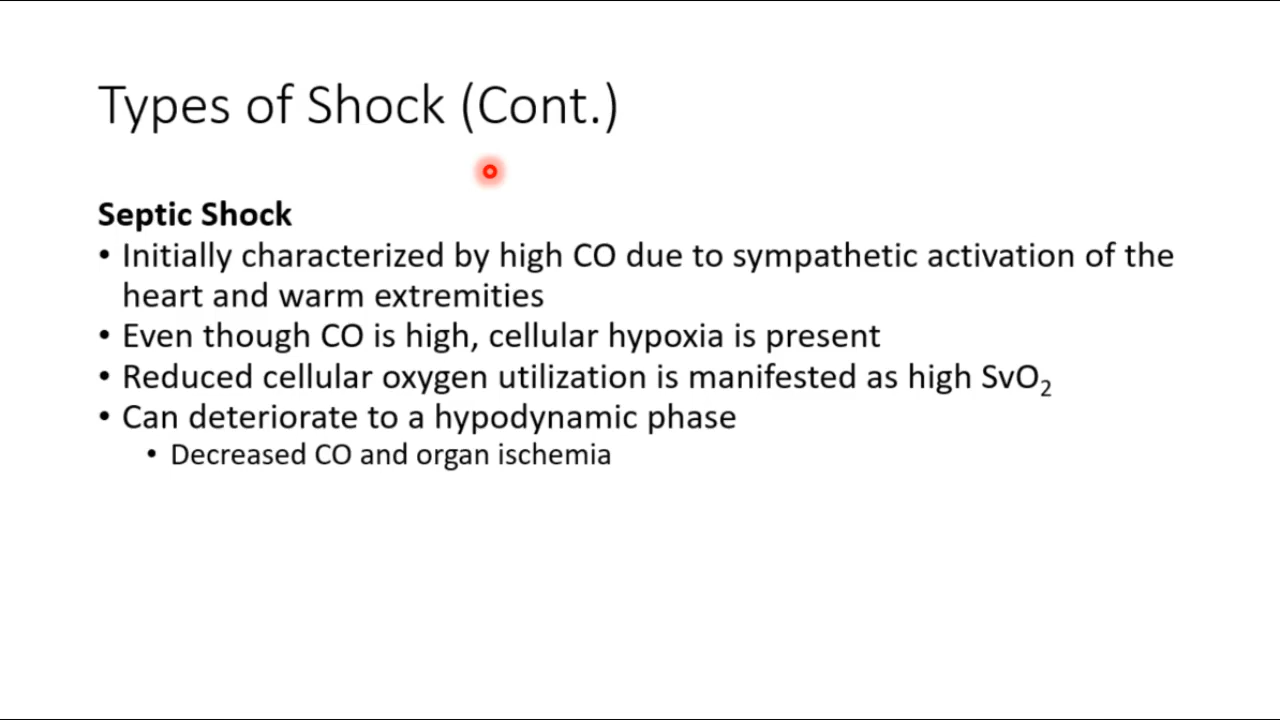 Types of Shock (Cont.)
Septic Shock
• Initially characterized by high CO due to sympathetic activation of the
heart and warm extremities
• Even though CO is high, cellular hypoxia is present
• Reduced cellular oxygen utilization is manifested as high SvO₂
• Can deteriorate to a hypodynamic phase
• Decreased CO and organ ischemia